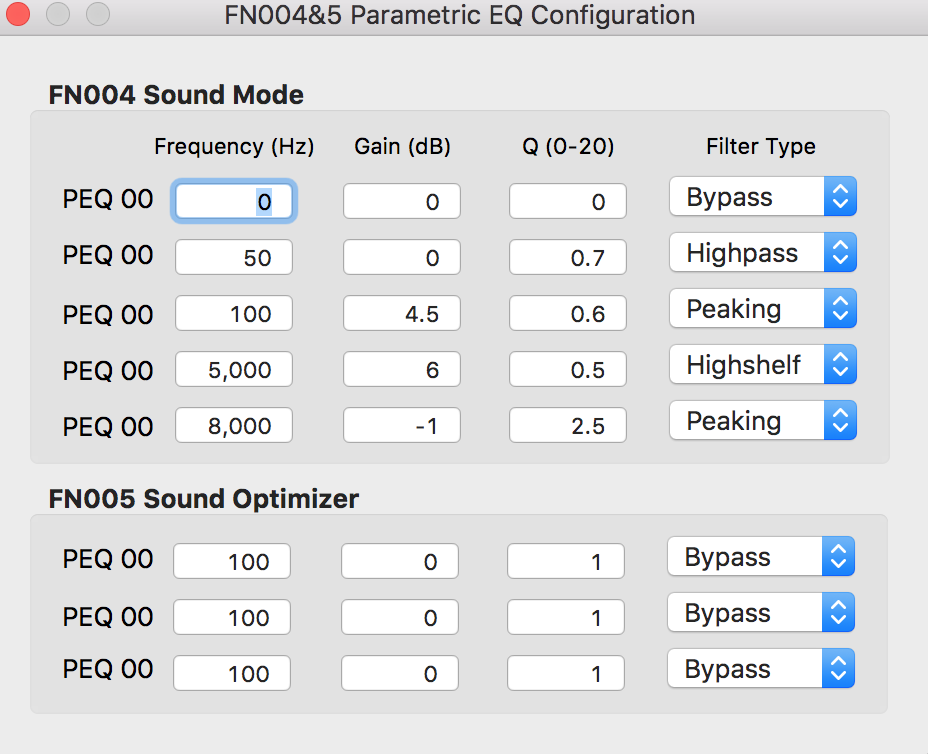 FN004&5 Parametric EQ Configuration
FN004 Sound Mode
Frequency (Hz) Gain (dB) Q (0-20) Filter Type
PEQ 00 0 0 0 Bypass
PEQ 00 50 0 0.7 Highpass
PEQ 00 100 4.5 0.6 Peaking
PEQ 00 5,000 6 0.5 Highshelf
PEQ 00 8,000 -1 2.5 Peaking
FN005 Sound Optimizer
PEQ 00 100 0 1 Bypass
PEQ 00 100 0 1 Bypass
PEQ 00 100 0 1 Bypass